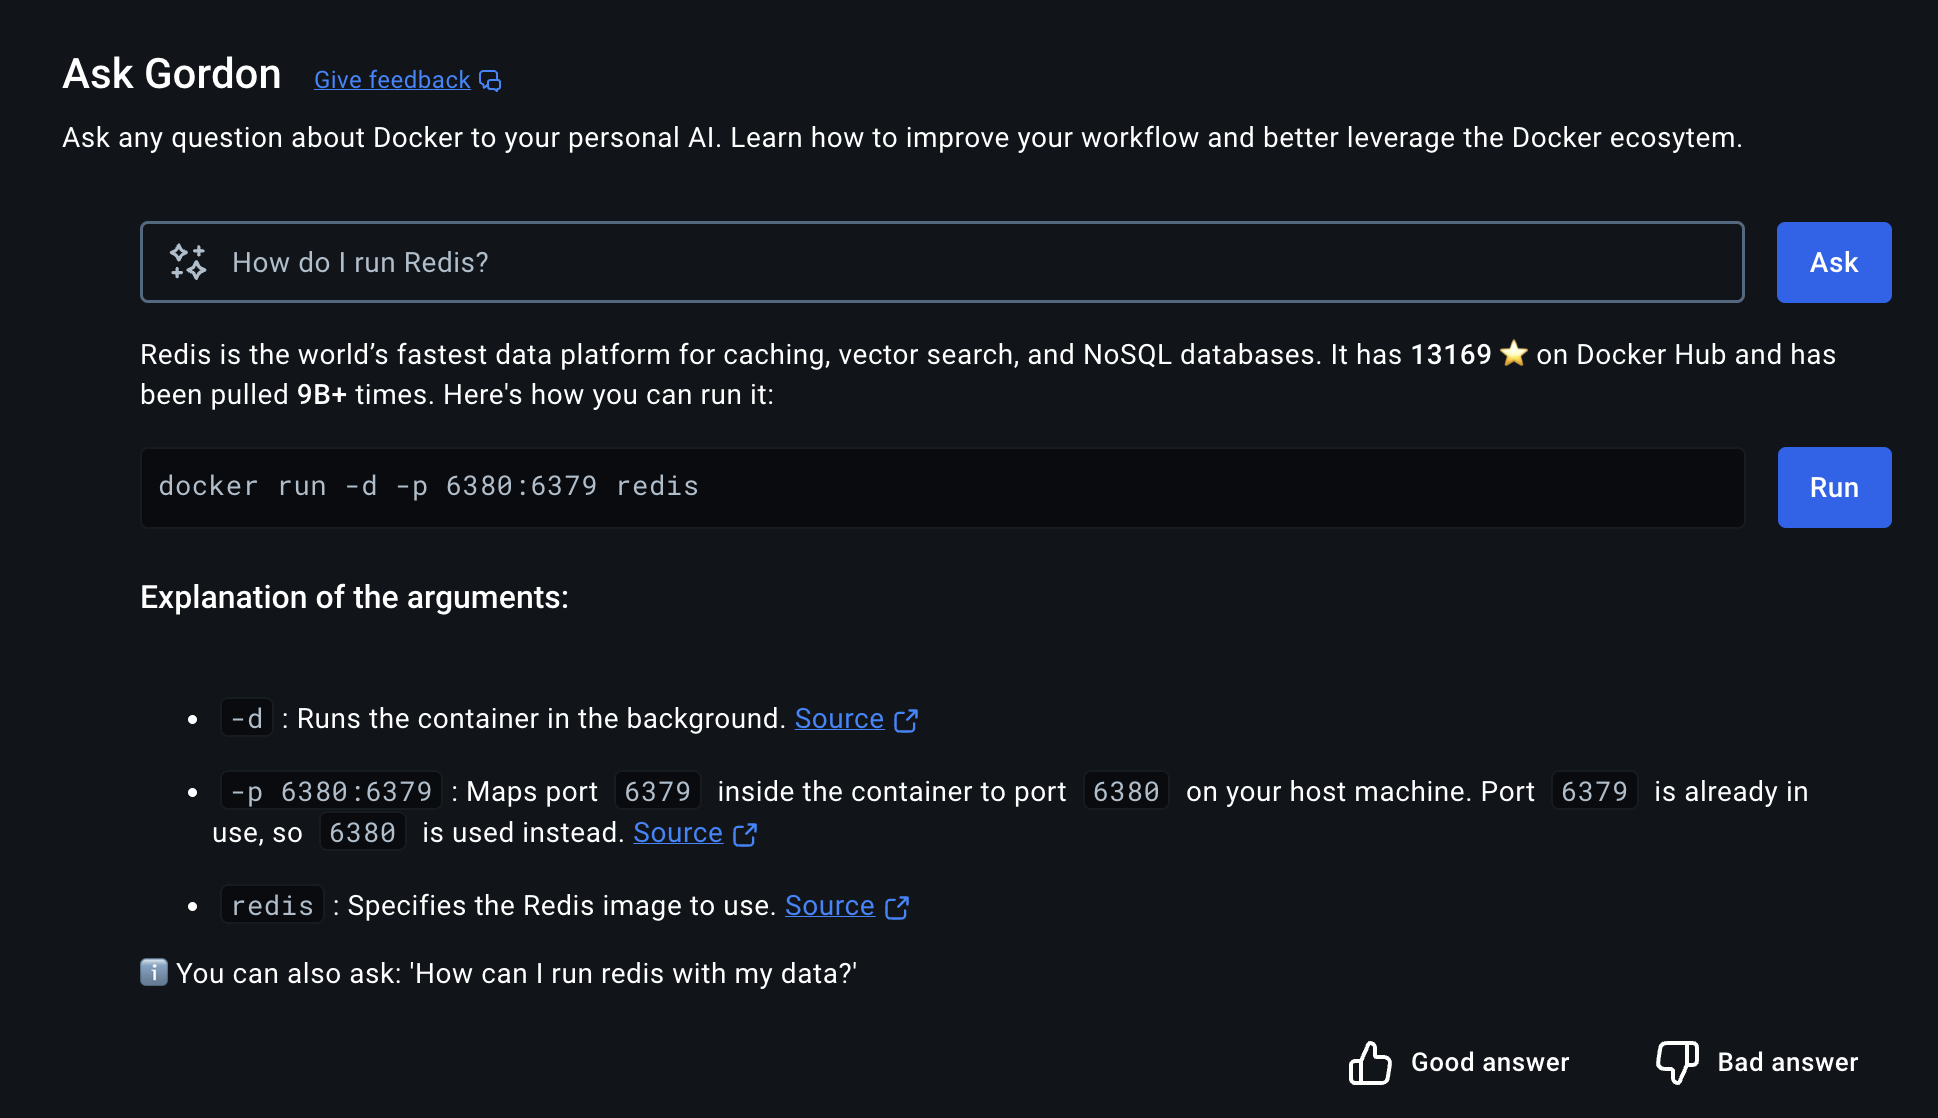 Ask Gordon Give feedback
Ask any question about Docker to your personal AI. Learn how to improve your workflow and better leverage the Docker ecosytem.
How do I run Redis? Ask
Redis is the world’s fastest data platform for caching, vector search, and NoSQL databases. It has 13169 ⭐ on Docker Hub and has
been pulled 9B+ times. Here's how you can run it:
docker run -d -p 6380:6379 redis Run
Explanation of the arguments:
• -d : Runs the container in the background. Source
• -p 6380:6379 : Maps port 6379 inside the container to port 6380 on your host machine. Port 6379 is already in
use, so 6380 is used instead. Source
• redis : Specifies the Redis image to use. Source
ℹ️ You can also ask: 'How can I run redis with my data?'
Good answer Bad answer